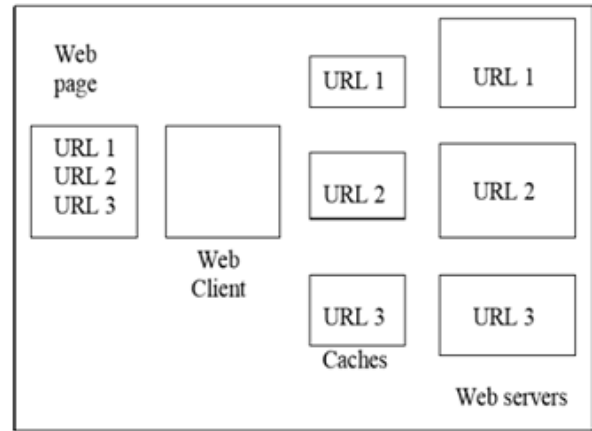 Web
page
URL 1
URL 2
URL 3
Web
Client
URL 1
URL 2
URL 3
Caches
URL 1
URL 2
URL 3
Web servers